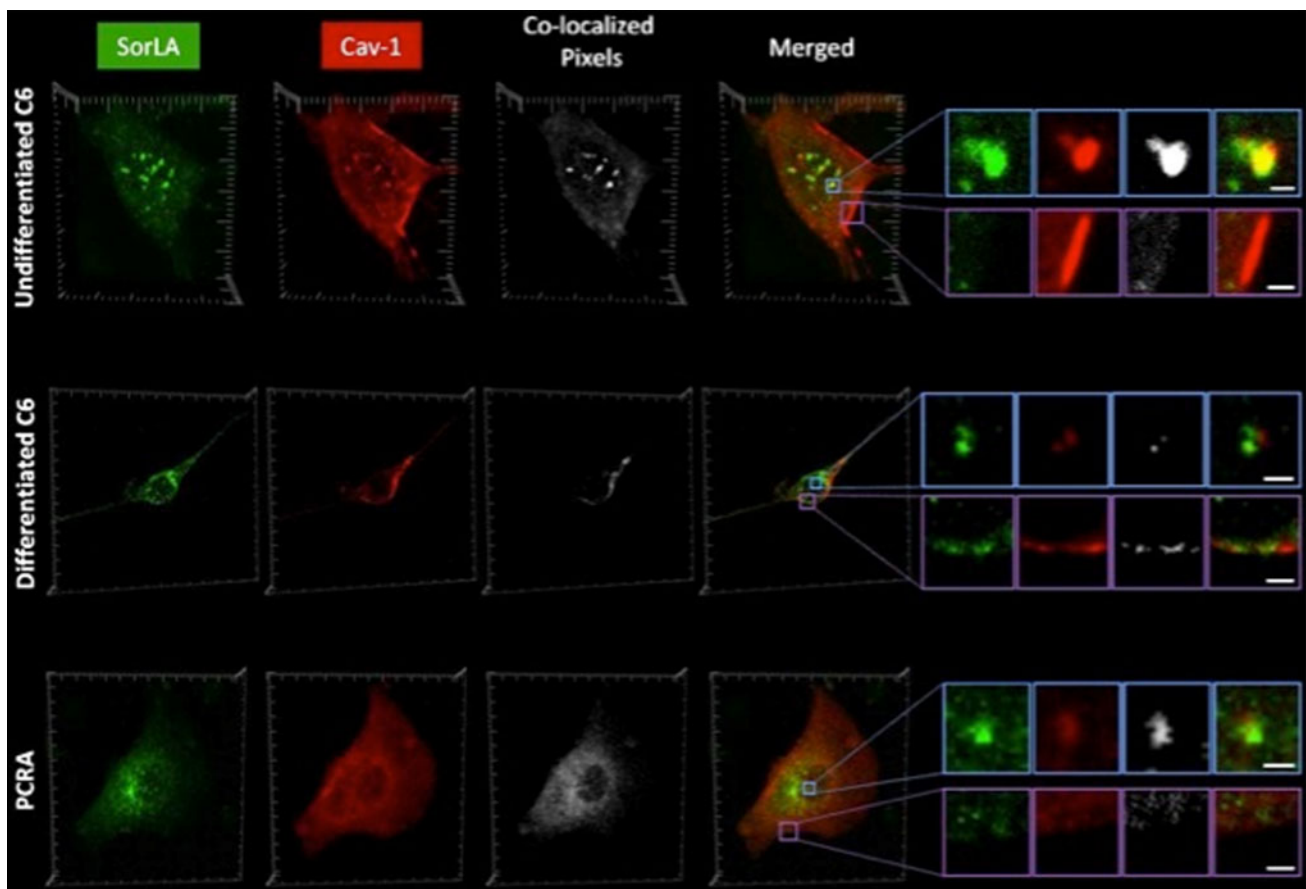 SorLA
Cav-1
Co-localized
Pixels
Merged
Undifferentiated C6
Differentiated C6
PCRA